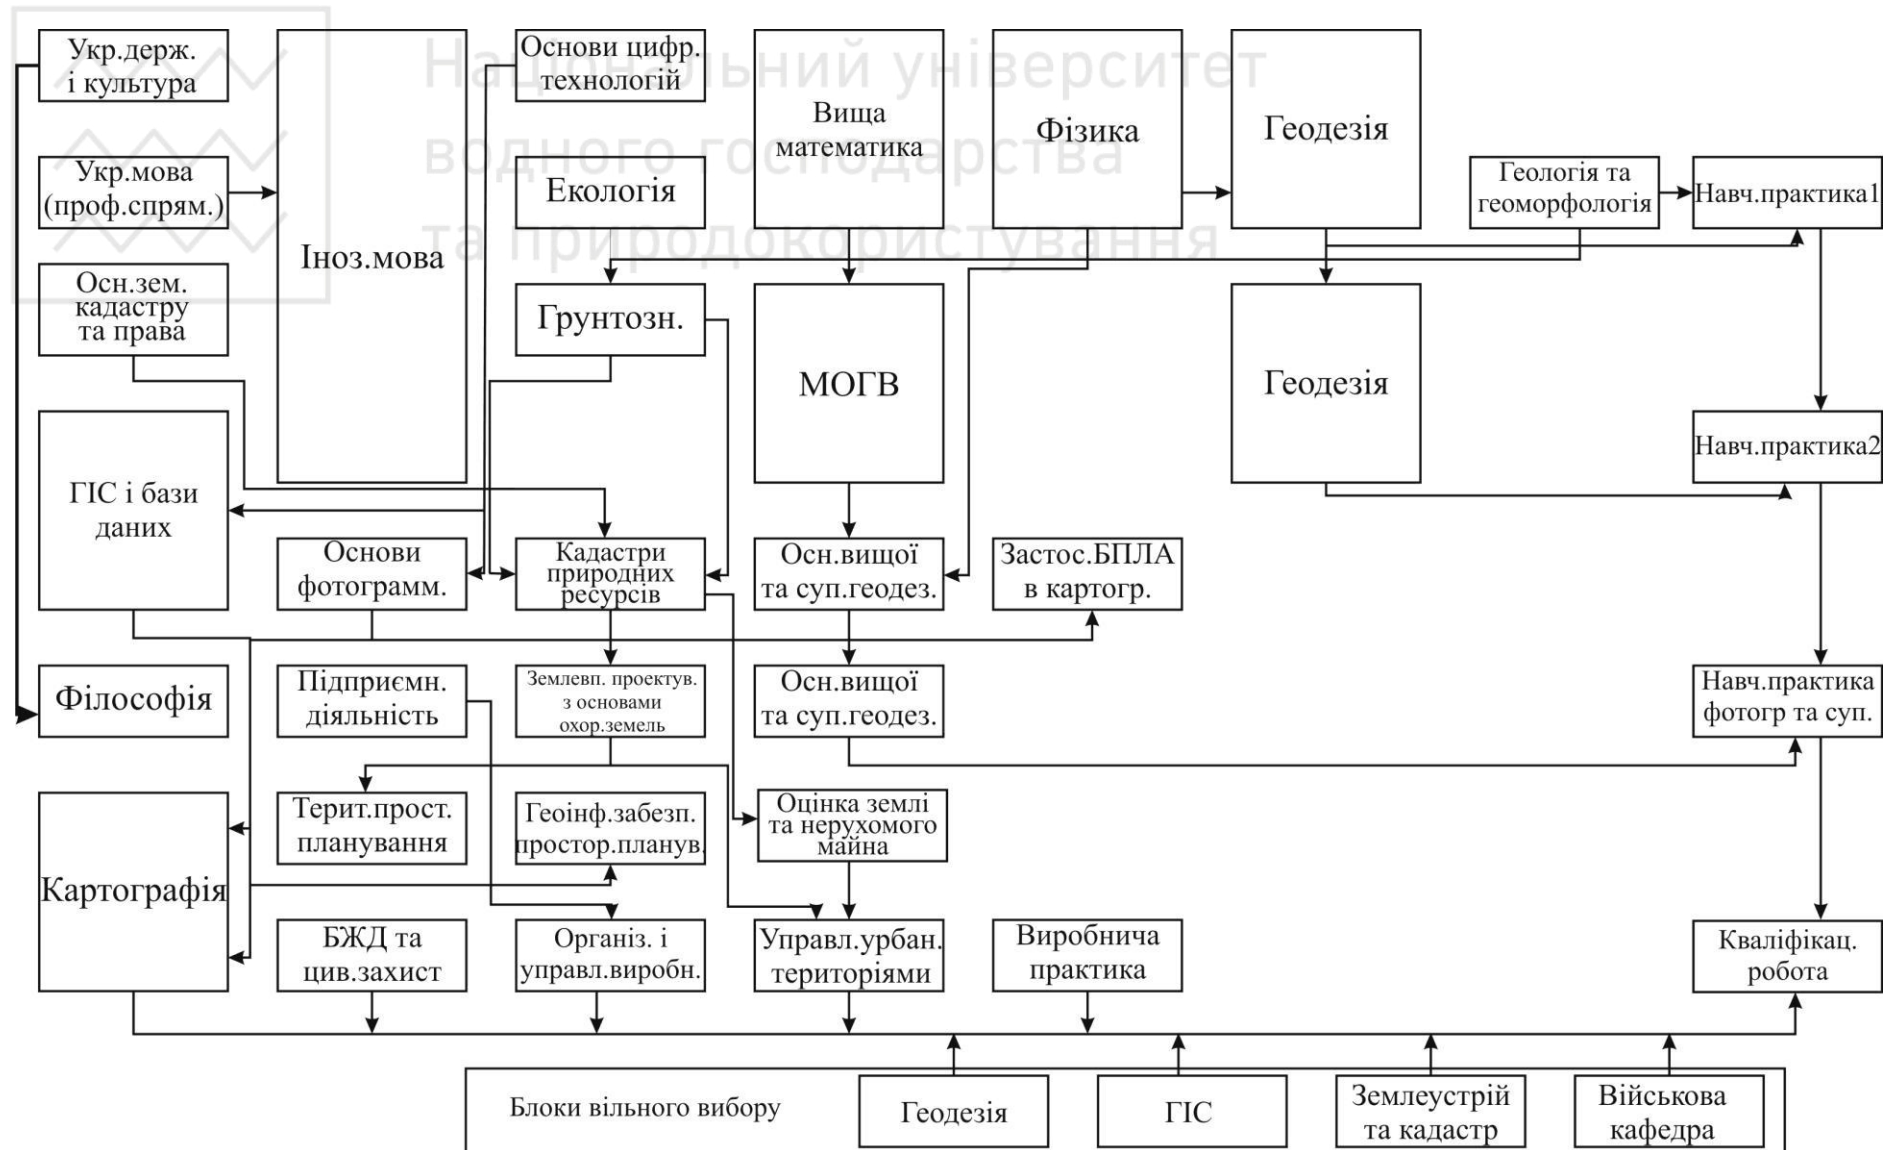 Національний університет
водного господарства
та природокористування
Укр.держ.
і культура
Основи цифр.
технологій
Вища
математика
Фізика
Геодезія
Укр.мова
(проф.спрям.)
Іноз.мова
Екологія
Геологія та
геоморфологія
Навч.практика1
Осн.зем.
кадастру
та права
Грунтозн.
МОГВ
Геодезія
Навч.практика2
ГІС і бази
даних
Основи
фотограмм.
Кадастри
природних
ресурсів
Осн.вищої
та суп.геодез.
Застос.БПЛА
в картогр.
Філософія
Підприємн.
діяльність
Землевп. проектув.
з основами
охор.земель
Осн.вищої
та суп.геодез.
Навч.практика
фотогр та суп.
Картографія
Терит.прост.
планування
Геоінф.забезп.
простор.планув.
Оцінка землі
та нерухомого
майна
БЖД та
цив.захист
Організ. і
управл.виробн.
Управл.урбан.
територіями
Виробнича
практика
Кваліфікац.
робота
Блоки вільного вибору
Геодезія
ГІС
Землеустрій
та кадастр
Військова
кафедра